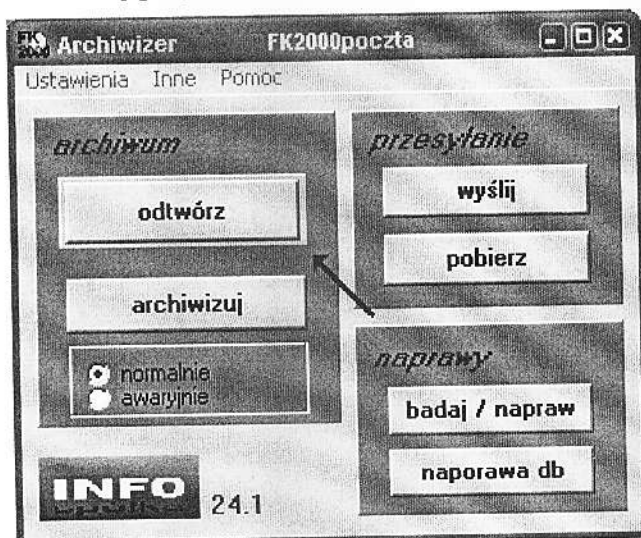 FK 2000 Archiwizer FK2000poczta
Ustawienia Inne Pomoc
archiwum
odtwórz
archiwizuj
normalnie
awaryjnie
przesyłanie
wyślij
pobierz
naprawy
badaj / napraw
naporawa db
INFO
24.1